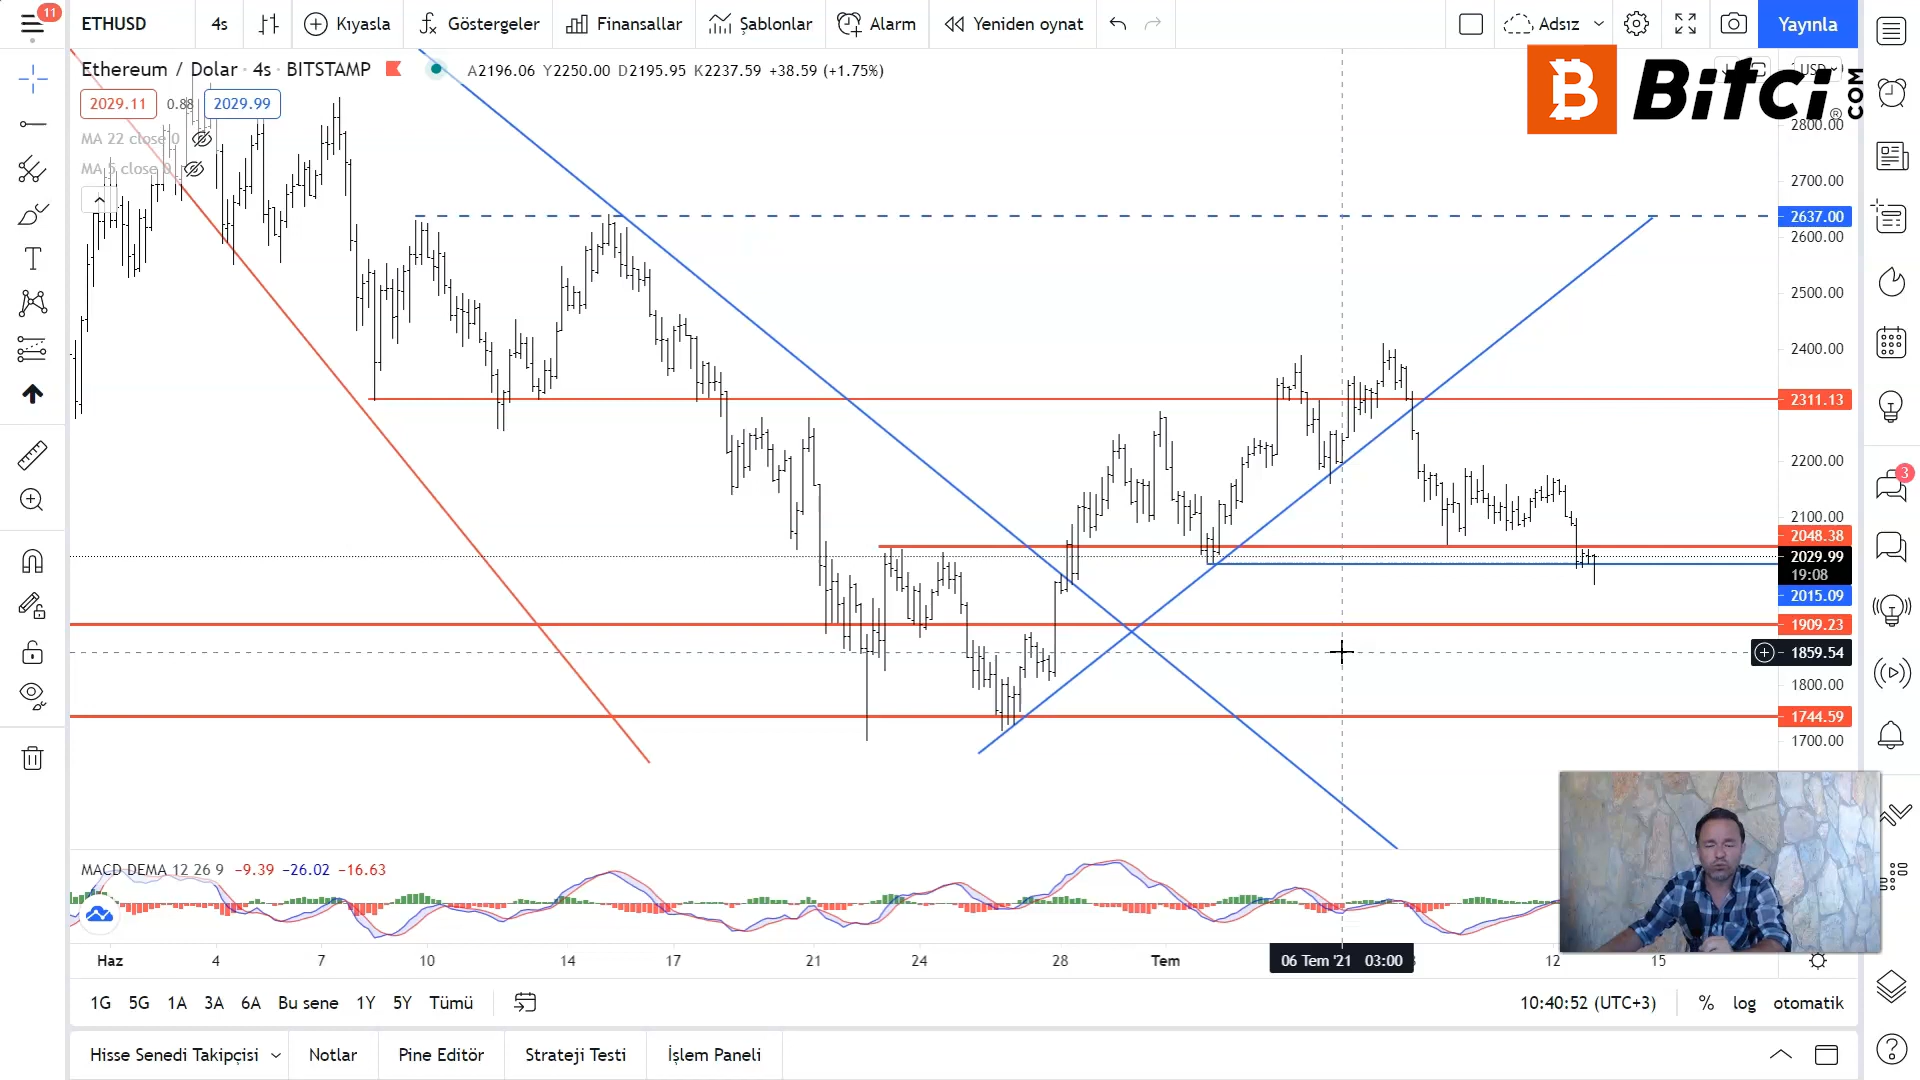 11
ETHUSD 4s Kıyasla Göstergeler Finansallar Şablonlar Alarm Yeniden oynat Adsız Yayınla
Ethereum / Dolar · 4s · BITSTAMP A2196.06 Y2250.00 D2195.95 K2237.59 +38.59 (+1.75%)
USD
Bitci® .COM
2029.11 0.88 2029.99
MA 22 close 0
MA 5 close 0
2800.00
2700.00
2637.00
2600.00
2500.00
2400.00
2311.13
2200.00
2100.00
2048.38
2029.99
19:08
2015.09
1909.23
1859.54
1800.00
1744.59
1700.00
3
MACD DEMA 12 26 9 −9.39 −26.02 −16.63
Haz 4 7 10 14 17 21 24 28 Tem 06 Tem '21 03:00 12 15
1G 5G 1A 3A 6A Bu sene 1Y 5Y Tümü 10:40:52 (UTC+3) % log otomatik
Hisse Senedi Takipçisi Notlar Pine Editör Strateji Testi İşlem Paneli